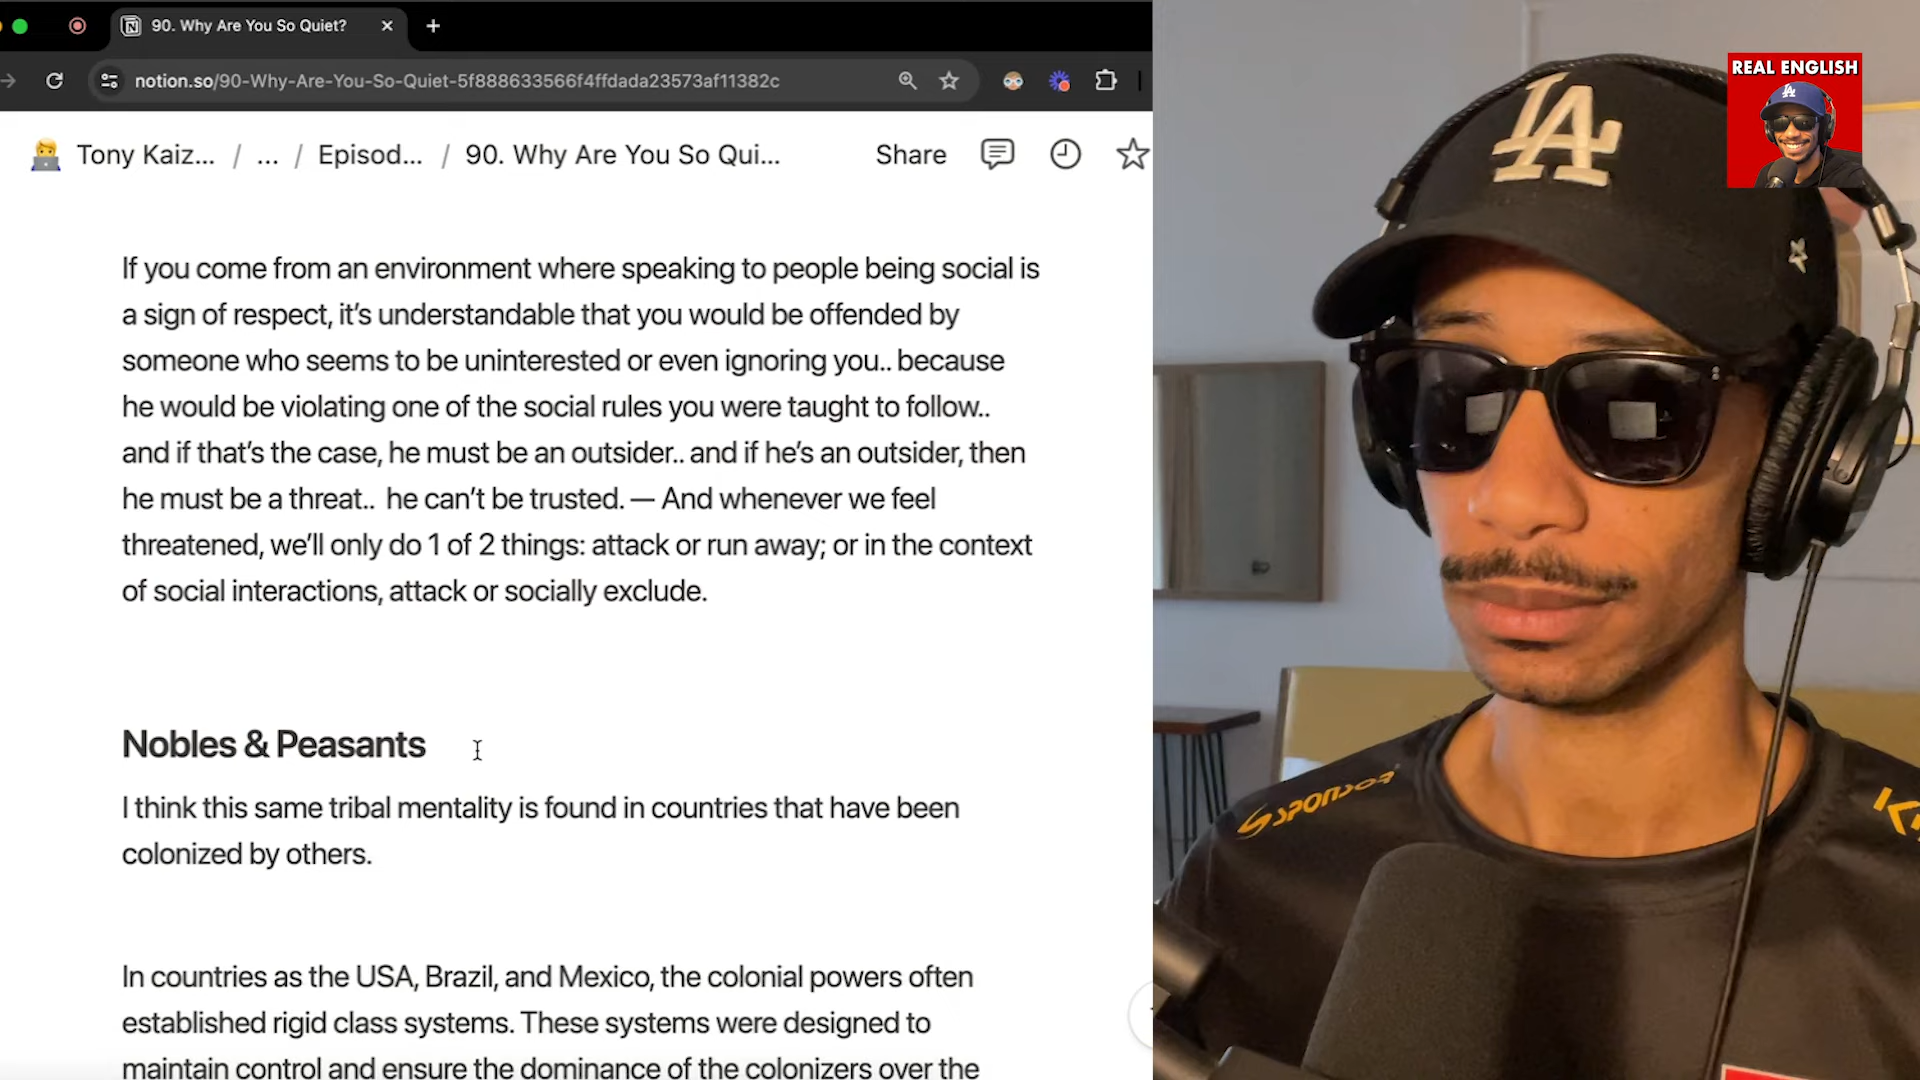 90. Why Are You So Quiet?
notion.so/90-Why-Are-You-So-Quiet-5f888633566f4ffdada23573af11382c
Tony Kaiz... / ... / Episod... / 90. Why Are You So Qui... Share
If you come from an environment where speaking to people being social is
a sign of respect, it's understandable that you would be offended by
someone who seems to be uninterested or even ignoring you.. because
he would be violating one of the social rules you were taught to follow..
and if that's the case, he must be an outsider.. and if he's an outsider, then
he must be a threat.. he can't be trusted. — And whenever we feel
threatened, we'll only do 1 of 2 things: attack or run away; or in the context
of social interactions, attack or socially exclude.
Nobles & Peasants
I think this same tribal mentality is found in countries that have been
colonized by others.
In countries as the USA, Brazil, and Mexico, the colonial powers often
established rigid class systems. These systems were designed to
maintain control and ensure the dominance of the colonizers over the
REAL ENGLISH
LA
LA
SPONSOR